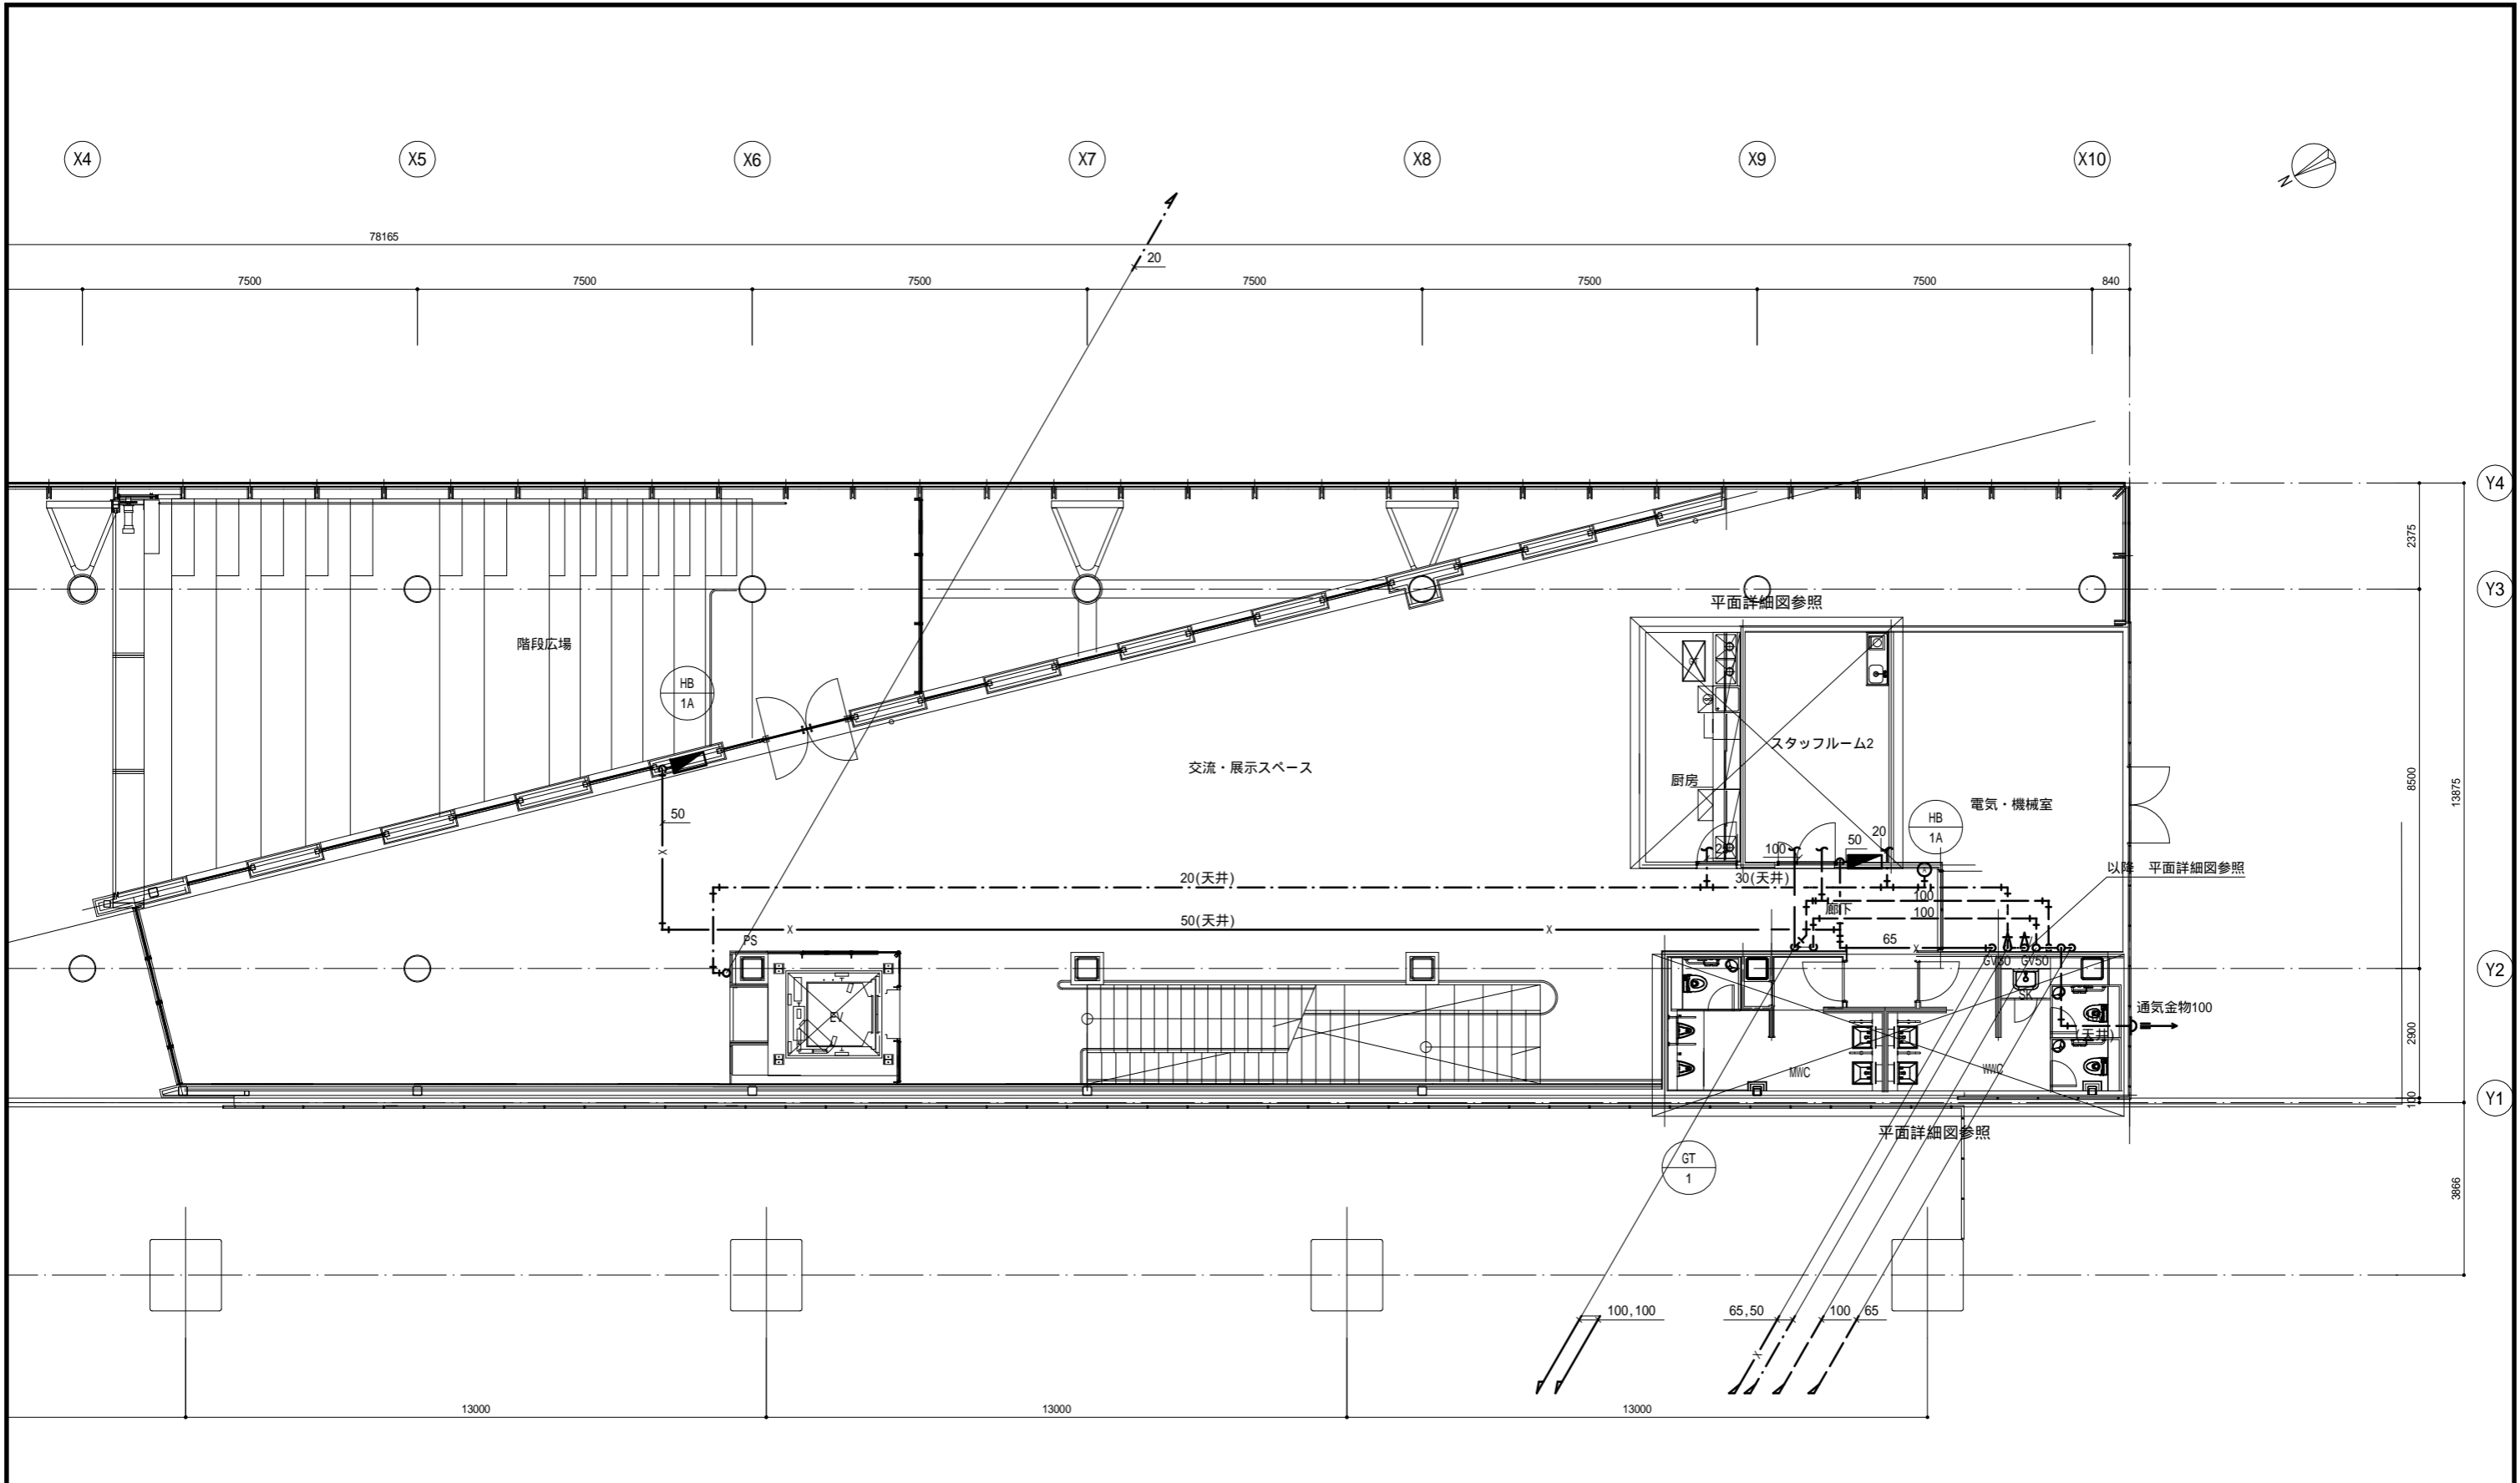 X4
X5
X6
X7
X8
X9
X10
N
78165
20
7500
7500
7500
7500
7500
7500
840
Y4
2375
Y3
平面詳細図参照
階段広場
HB
1A
スタッフルーム2
交流・展示スペース
厨房
8500
13875
電気・機械室
HB
1A
50
20
50
100
以降 平面詳細図参照
20(天井)
30(天井)
100
廊下
100
50(天井)
PS
65
GV50
Y2
SK
通気金物100
EV
(天井)
2900
MWC
WWC
100
Y1
平面詳細図参照
GT
1
3866
100,100
65,50
100
65
13000
13000
13000